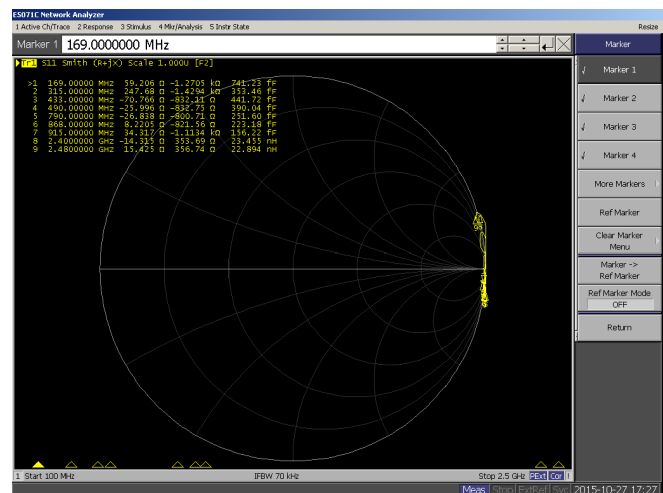 E5071C Network Analyzer
1 Active Ch/Trace 2 Response 3 Stimulus 4 Mkr/Analysis 5 Instr State
Resize
Marker 1 169.0000000 MHz
Tr1 S11 Smith (R+jX) Scale 1.000U [F2]
>1 169.00000 MHz 59.206 Ω -1.2705 kΩ 741.23 fF
2 315.00000 MHz 247.68 Ω -1.4294 kΩ 353.46 fF
3 433.00000 MHz -70.766 Ω -832.11 Ω 441.72 fF
4 490.00000 MHz -25.996 Ω -832.75 Ω 390.04 fF
5 790.00000 MHz -26.838 Ω -800.71 Ω 251.60 fF
6 868.00000 MHz 8.2205 Ω -821.56 Ω 223.18 fF
7 915.00000 MHz 34.317 Ω -1.1134 kΩ 156.22 fF
8 2.4000000 GHz -14.315 Ω 353.69 Ω 23.455 nH
9 2.4800000 GHz 15.425 Ω 356.74 Ω 22.894 nH
Marker
Marker 1
Marker 2
Marker 3
Marker 4
More Markers
Ref Marker
Clear Marker
Menu
Marker ->
Ref Marker
Ref Marker Mode
OFF
Return
1 Start 100 MHz
IFBW 70 kHz
Stop 2.5 GHz PExt Cor !
Meas Stop ExtRef Svc 2015-10-27 17:27